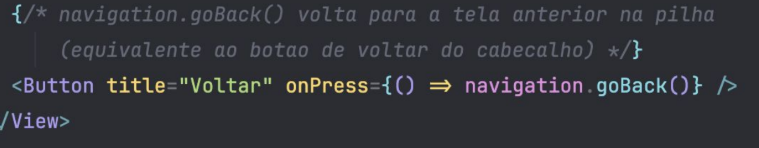 {/* navigation.goBack() volta para a tela anterior na pilha
(equivalente ao botao de voltar do cabecalho) */}
<Button title="Voltar" onPress={() => navigation.goBack()} />
/View>